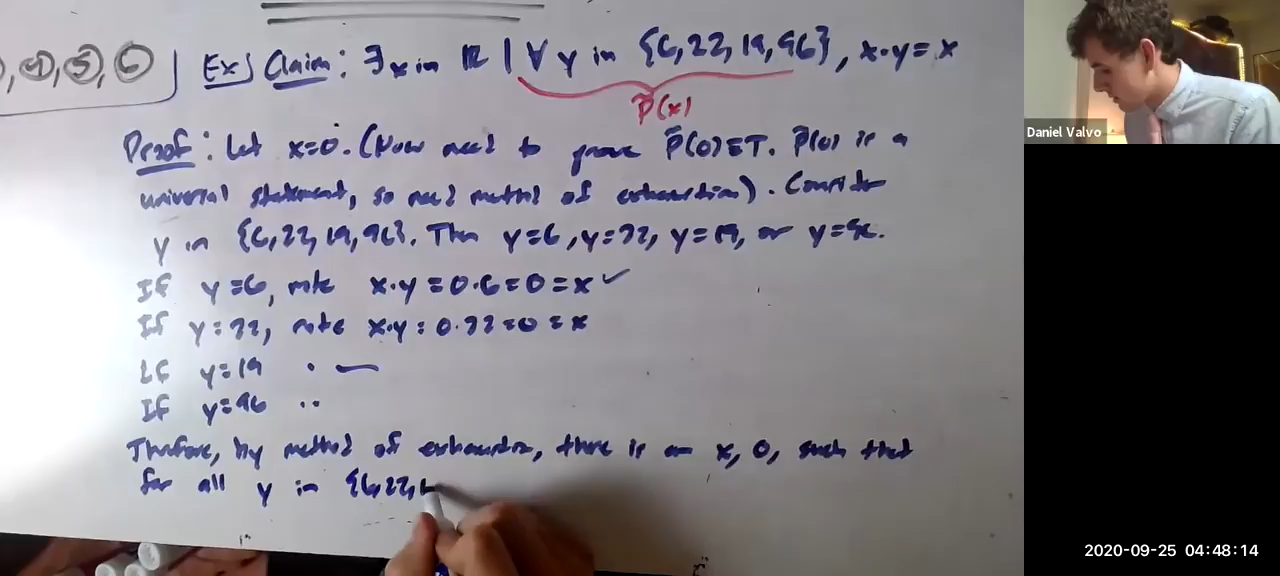 , 4, 5, 6
Ex) Claim: ∃ x in ℝ | ∀ y in {6, 22, 19, 96}, x·y = x
P̃(x)
Proof: Let x=0. (Now need to prove P̃(0)≡T. P̃(0) is a
universal statement, so need method of exhaustion). Consider
y in {6, 22, 19, 96}. Then y=6, y=22, y=19, or y=96.
If y=6, note x·y = 0·6=0=x ✓
If y=22, note x·y = 0·22=0=x
If y=19 · —
If y=96 ··
Therefore, by method of exhaustion, there is an x, 0, such that
for all y in {6, 22, 1
Daniel Valvo
2020-09-25 04:48:14